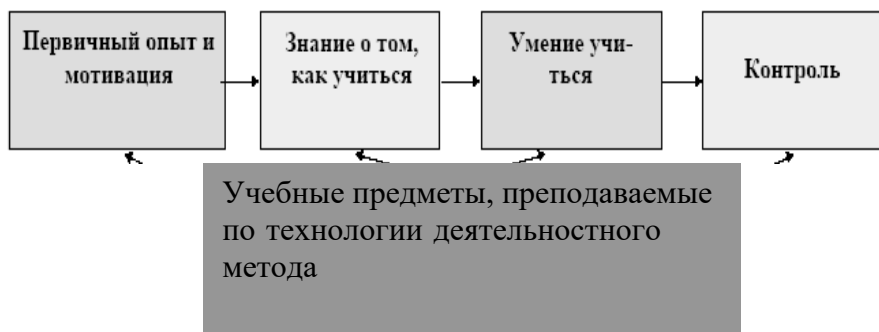 Первичный опыт и
мотивация
Знание о том,
как учиться
Умение учи-
ться
Контроль
Учебные предметы, преподаваемые
по технологии деятельностного
метода